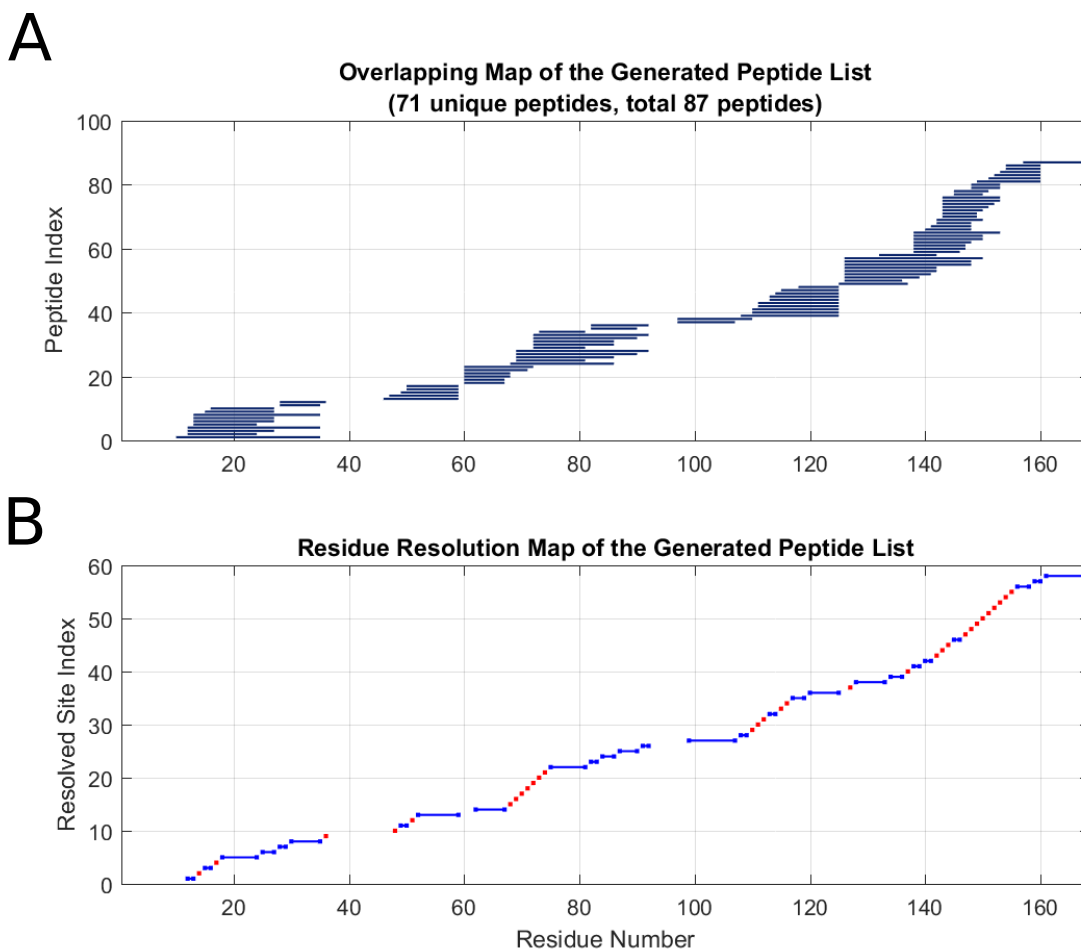 A
Overlapping Map of the Generated Peptide List
(71 unique peptides, total 87 peptides)
100
80
60
40
20
0
Peptide Index
20 40 60 80 100 120 140 160
B
Residue Resolution Map of the Generated Peptide List
60
50
40
30
20
10
0
Resolved Site Index
20 40 60 80 100 120 140 160
Residue Number